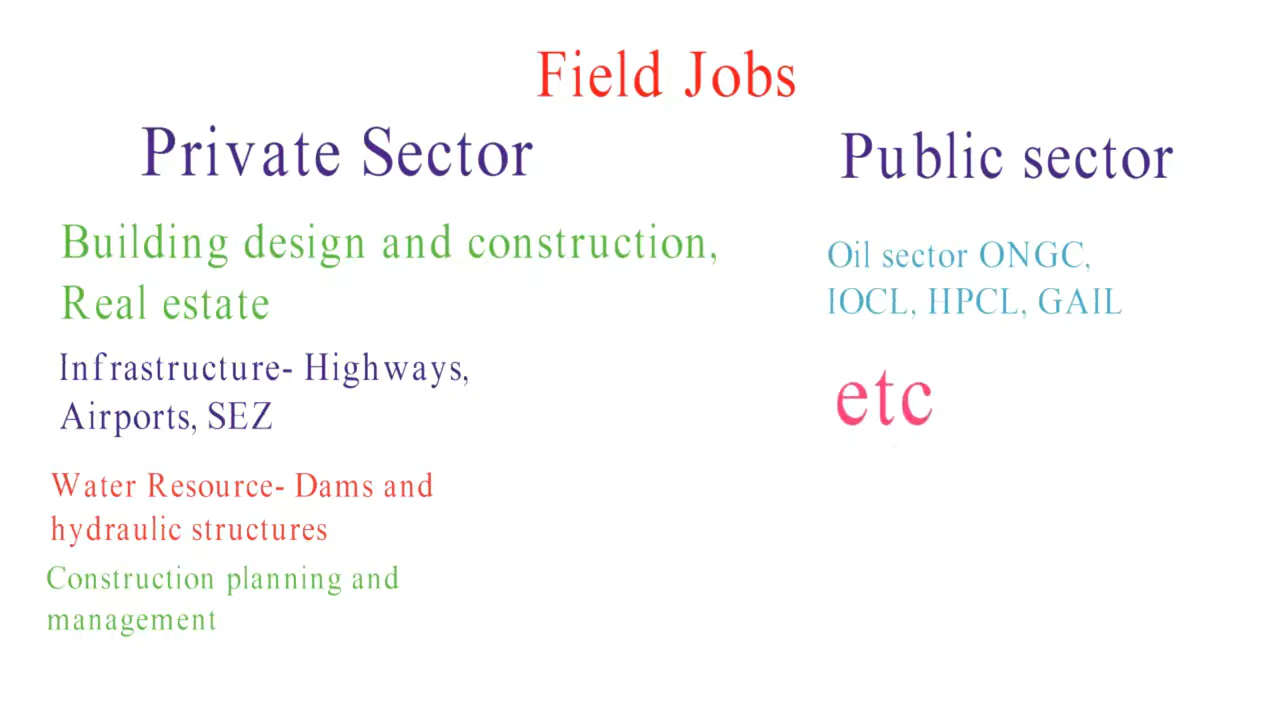 Field Jobs
Private Sector
Building design and construction,
Real estate
Infrastructure- Highways,
Airports, SEZ
Water Resource- Dams and
hydraulic structures
Construction planning and
management
Public sector
Oil sector ONGC,
IOCL, HPCL, GAIL
etc